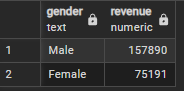 gender revenue
text numeric
1 Male 157890
2 Female 75191